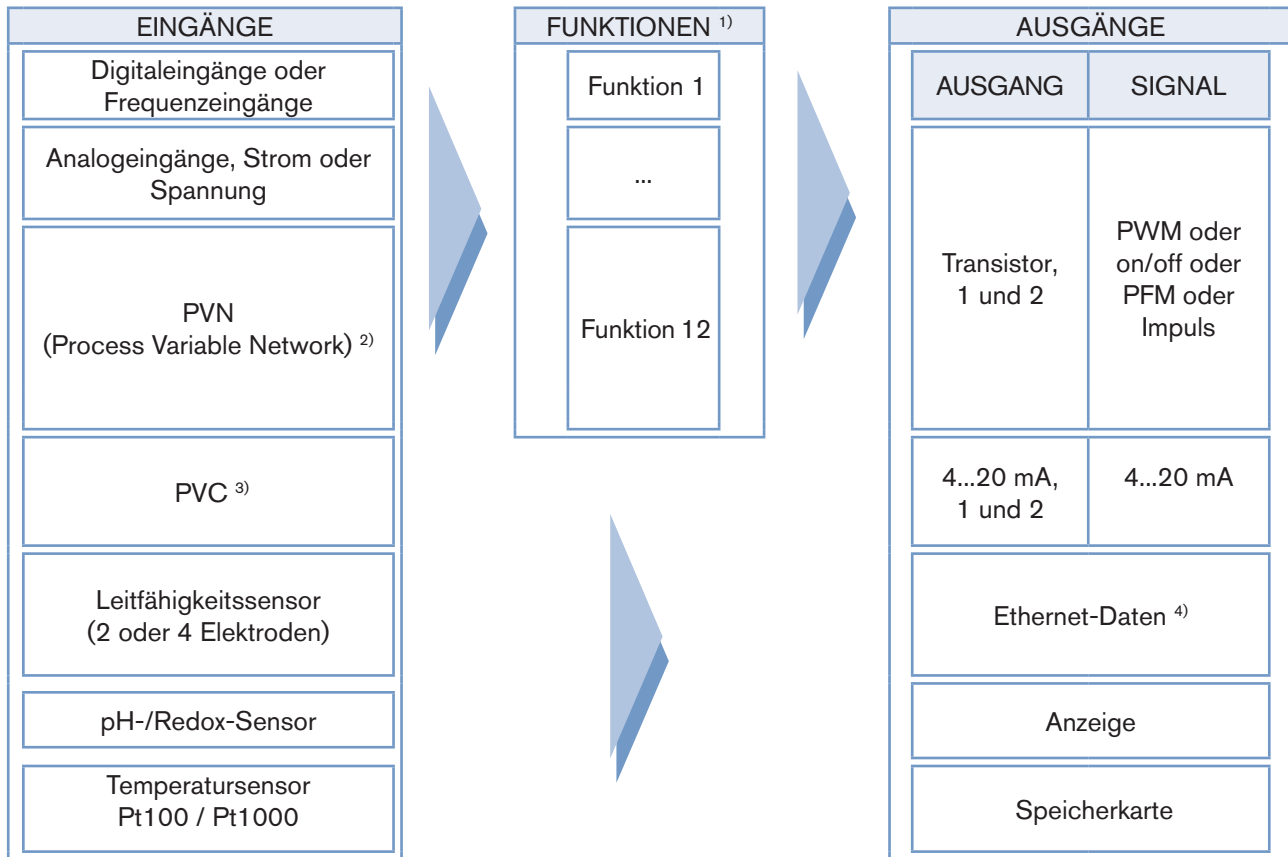 EINGÄNGE
Digitaleingänge oder
Frequenzeingänge
Analogeingänge, Strom oder
Spannung
PVN
(Process Variable Network) 2)
PVC 3)
Leitfähigkeitssensor
(2 oder 4 Elektroden)
pH-/Redox-Sensor
Temperatursensor
Pt100 / Pt1000
FUNKTIONEN 1)
Funktion 1
...
Funktion 12
AUSGÄNGE
AUSGANG
SIGNAL
Transistor,
1 und 2
PWM oder
on/off oder
PFM oder
Impuls
4...20 mA,
1 und 2
4...20 mA
Ethernet-Daten 4)
Anzeige
Speicherkarte